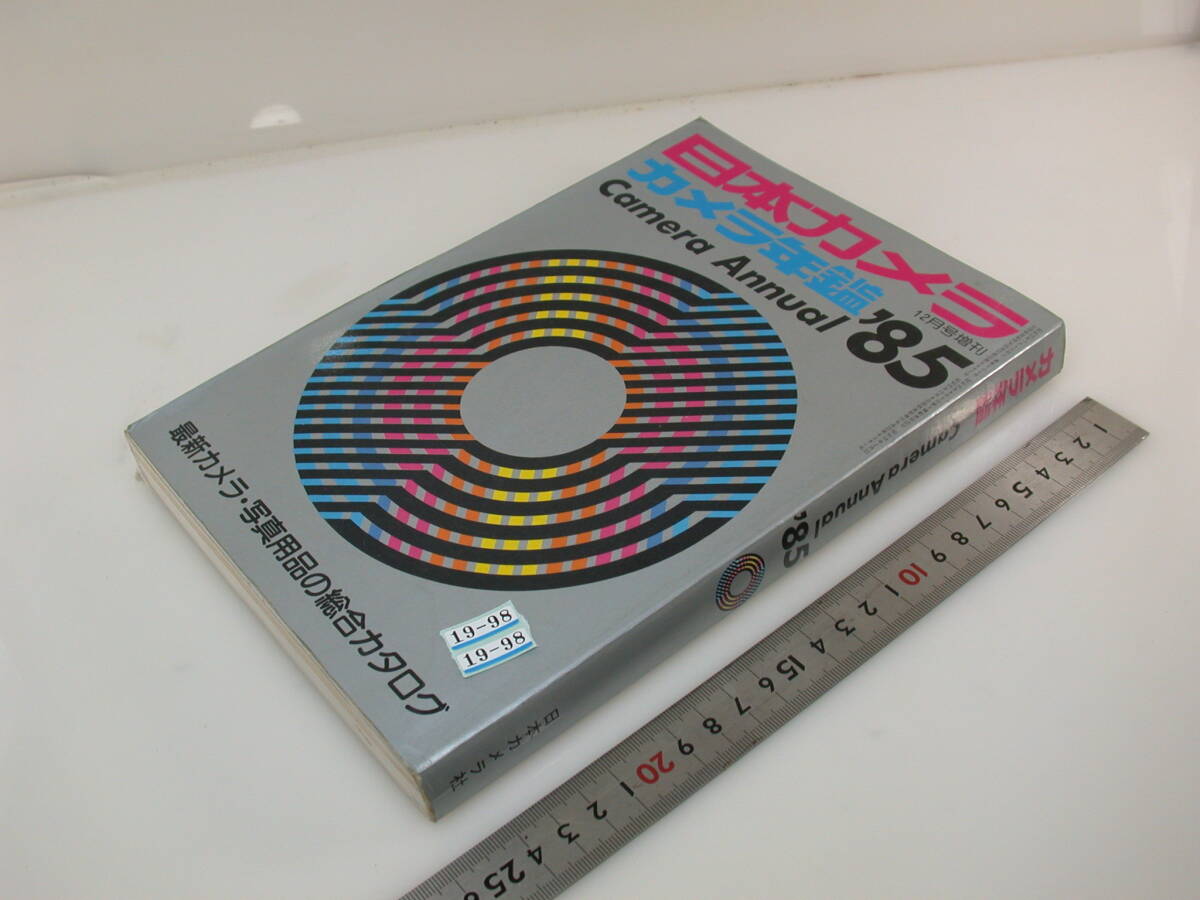 日本カメラ
カメラ年鑑
Camera Annual '85
12月号増刊
最新カメラ・写真用品の総合カタログ
19-98
19-98
カメラ年鑑 Camera Annual '85
日本カメラ社
1 2 3 4 5 6 7 8 9 10 1 2 3 4 15 6 7 8 9 20 1 2 3 4 25 6